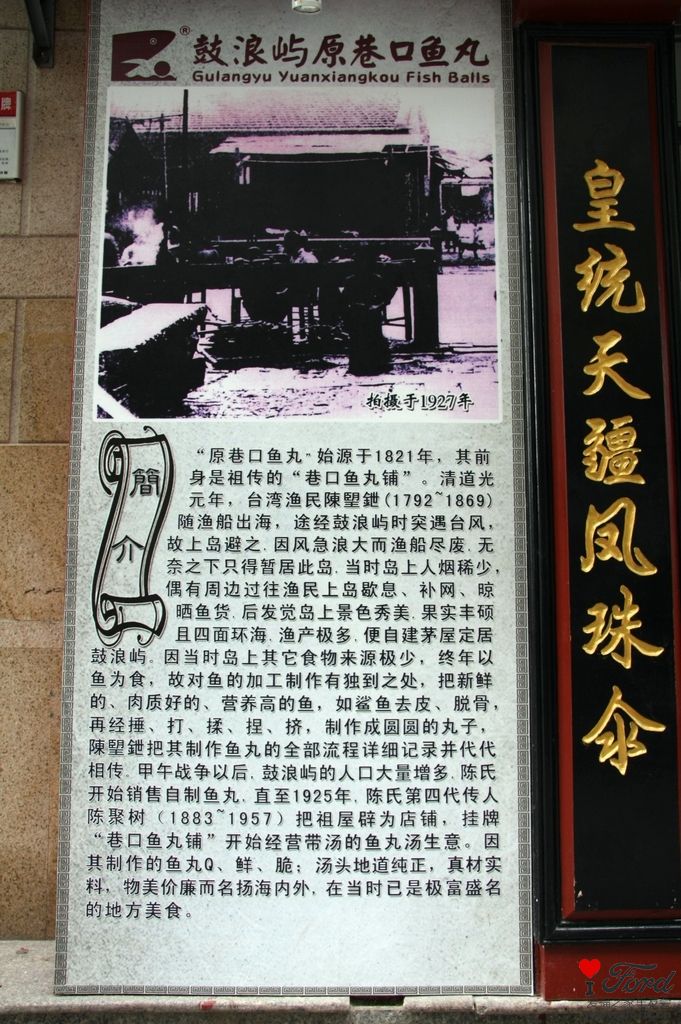 鼓浪屿原巷口鱼丸
®
Gulangyu Yuanxiangkou Fish Balls
拍摄于1927年
簡介
“原巷口鱼丸”始源于1821年，其前
身是祖传的“巷口鱼丸铺”。清道光
元年，台湾渔民陳塱鉪(1792~1869)
随渔船出海，途经鼓浪屿时突遇台风，
故上岛避之.因风急浪大而渔船尽废.无
奈之下只得暂居此岛.当时岛上人烟稀少，
偶有周边过往渔民上岛歇息、补网、晾
晒鱼货.后发觉岛上景色秀美.果实丰硕
且四面环海.渔产极多.便自建茅屋定居
鼓浪屿。因当时岛上其它食物来源极少，终年以
鱼为食，故对鱼的加工制作有独到之处，把新鲜
的、肉质好的、营养高的鱼，如鲨鱼去皮、脱骨，
再经捶、打、揉、捏、挤，制作成圆圆的丸子，
陳塱鉪把其制作鱼丸的全部流程详细记录并代代
相传.甲午战争以后.鼓浪屿的人口大量增多.陈氏
开始销售自制鱼丸.直至1925年.陈氏第四代传人
陈聚树（1883~1957）把祖屋辟为店铺，挂牌
“巷口鱼丸铺”开始经营带汤的鱼丸汤生意。因
其制作的鱼丸Q、鲜、脆；汤头地道纯正，真材实
料，物美价廉而名扬海内外.在当时已是极富盛名
的地方美食。
皇统天疆凤珠伞
牌
I Ford